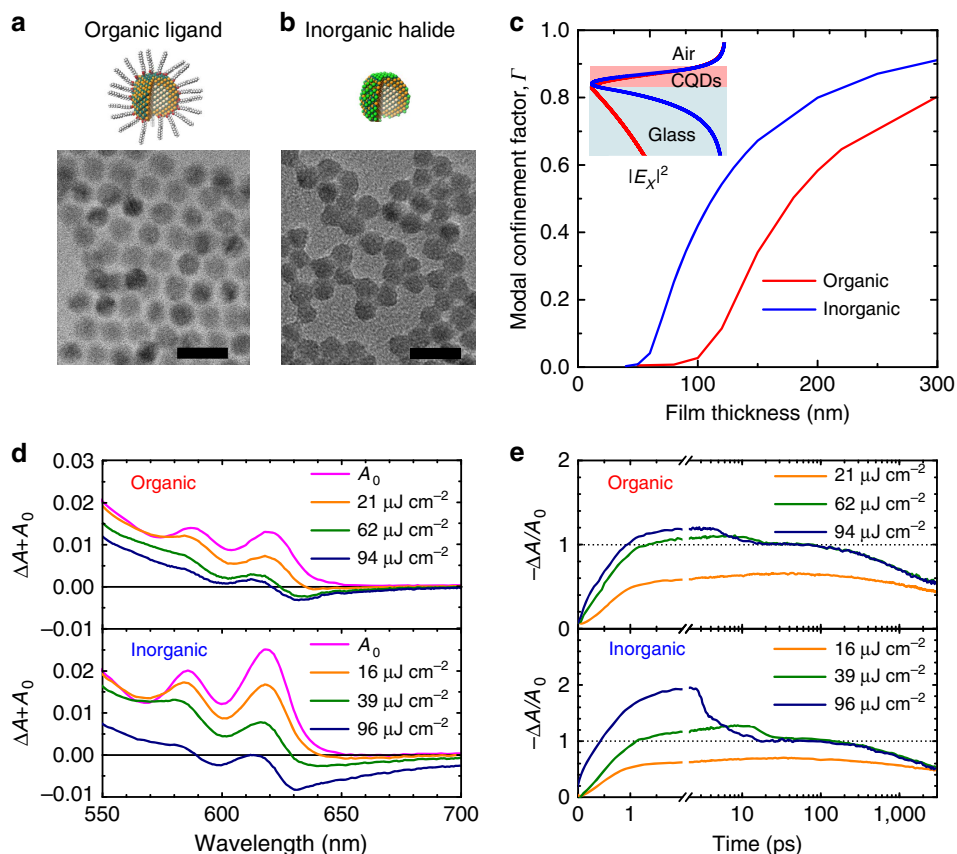 a
Organic ligand
b
Inorganic halide
c
Modal confinement factor, Γ
1.0
0.8
0.6
0.4
0.2
0.0
0
100
200
300
Film thickness (nm)
Air
CQDs
Glass
|E_X|²
Organic
Inorganic
d
ΔA+A₀
0.03
0.02
0.01
0.00
−0.01
Organic
A₀
21 μJ cm⁻²
62 μJ cm⁻²
94 μJ cm⁻²
ΔA+A₀
0.02
0.01
0.00
−0.01
Inorganic
A₀
16 μJ cm⁻²
39 μJ cm⁻²
96 μJ cm⁻²
550
600
650
700
Wavelength (nm)
e
−ΔA/A₀
2
1
0
Organic
21 μJ cm⁻²
62 μJ cm⁻²
94 μJ cm⁻²
−ΔA/A₀
2
1
0
Inorganic
16 μJ cm⁻²
39 μJ cm⁻²
96 μJ cm⁻²
0
1
10
100
1,000
Time (ps)